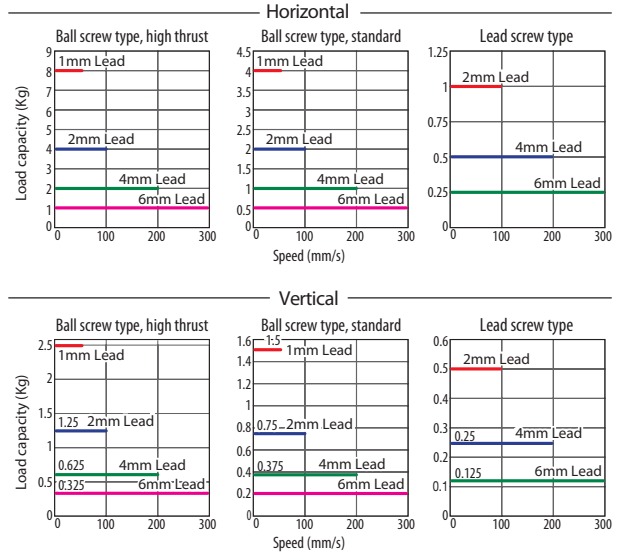 Horizontal
Ball screw type, high thrust
Ball screw type, standard
Lead screw type
Load capacity (Kg)
9
8
7
6
5
4
3
2
1
0
1mm Lead
2mm Lead
4mm Lead
6mm Lead
0 100 200 300
4.5
4
3.5
3
2.5
2
1.5
1
0.5
0
1mm Lead
2mm Lead
4mm Lead
6mm Lead
0 100 200 300
Speed (mm/s)
1.25
1
0.75
0.5
0.25
0
2mm Lead
4mm Lead
6mm Lead
0 100 200 300
Vertical
Ball screw type, high thrust
Ball screw type, standard
Lead screw type
Load capacity (Kg)
2.5
2
1.5
1
0.5
0
1mm Lead
1.25 2mm Lead
0.625 4mm Lead
0.325 6mm Lead
0 100 200 300
1.6
1.4
1.2
1
0.8
0.6
0.4
0.2
0
1.5 1mm Lead
0.75 2mm Lead
0.375 4mm Lead
6mm Lead
0 100 200 300
Speed (mm/s)
0.6
0.5
0.4
0.3
0.2
0.1
0
2mm Lead
0.25 4mm Lead
0.125 6mm Lead
0 100 200 300